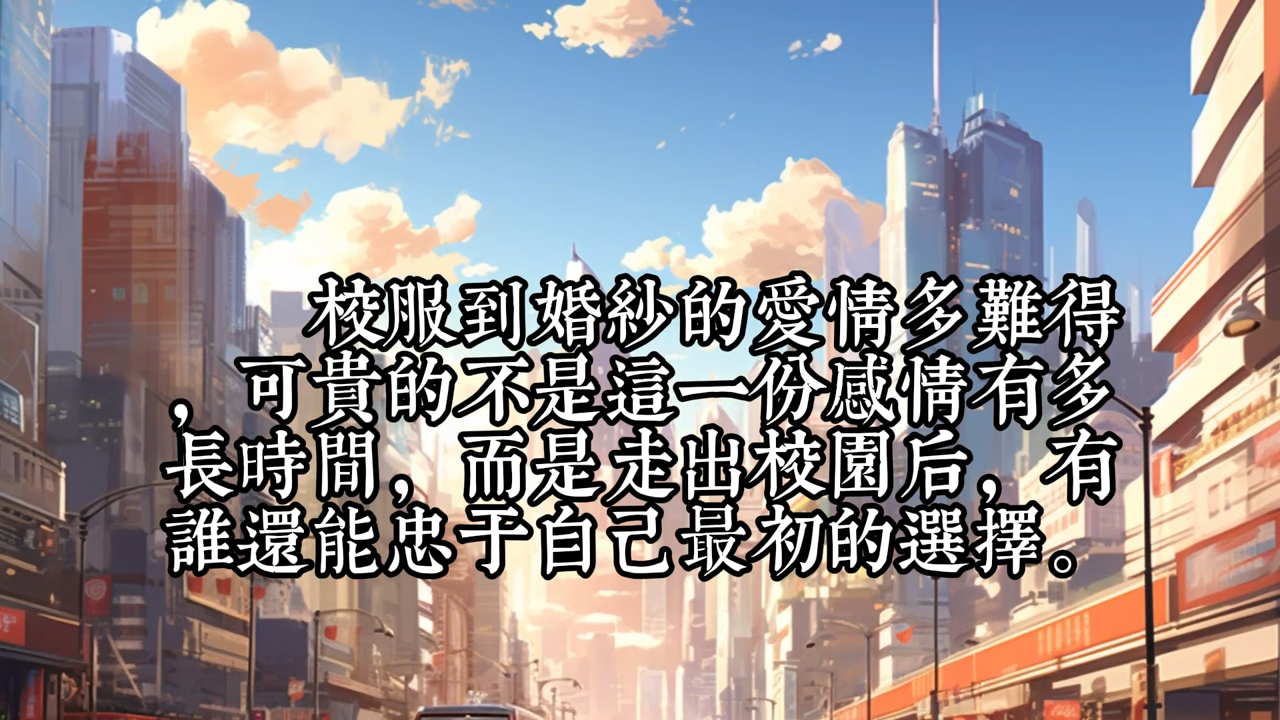 校服到婚紗的愛情多難得
，可貴的不是這一份感情有多
長時間，而是走出校園后，有
誰還能忠于自己最初的選擇。